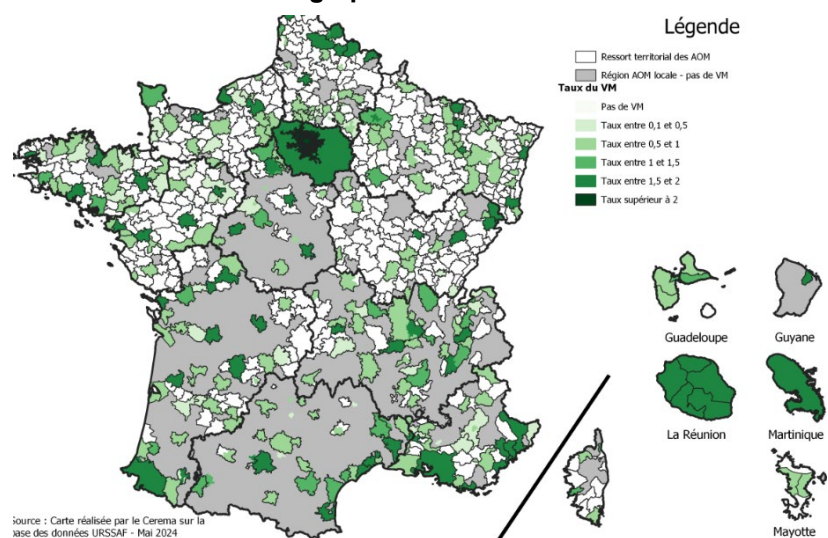 Légende
Ressort territorial des AOM
Région AOM locale - pas de VM
Taux du VM
Pas de VM
Taux entre 0,1 et 0,5
Taux entre 0,5 et 1
Taux entre 1 et 1,5
Taux entre 1,5 et 2
Taux supérieur à 2
Guadeloupe
Guyane
La Réunion
Martinique
Mayotte
Source : Carte réalisée par le Cerema sur la
base des données URSSAF - Mai 2024